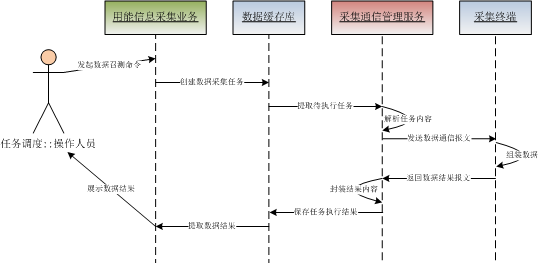 用能信息采集业务
数据缓存库
采集通信管理服务
采集终端
发起数据召测命令
创建数据采集任务
提取待执行任务
解析任务内容
发送数据通信报文
任务调度::操作人员
组装数据
返回数据结果报文
展示数据结果
封装结果内容
保存任务执行结果
提取数据结果